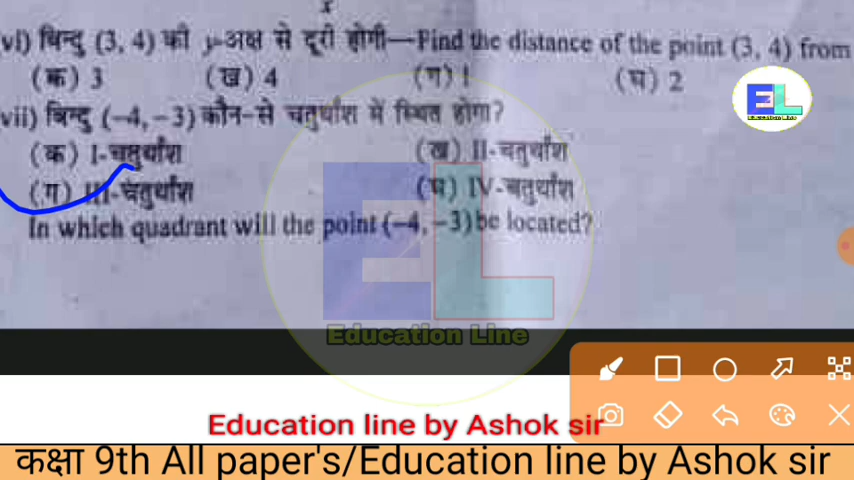 vi) बिन्दु (3, 4) की y-अक्ष से दूरी होगी—Find the distance of the point (3, 4) from
(क) 3 (ख) 4 (ग) 1 (घ) 2
vii) बिन्दु (-4, -3) कौन-से चतुर्थांश में स्थित होगा?
(क) I-चतुर्थांश (ख) II-चतुर्थांश
(ग) III-चतुर्थांश (घ) IV-चतुर्थांश
In which quadrant will the point (-4, -3) be located?
EL
Education Line
Education line by Ashok sir
कक्षा 9th All paper's/Education line by Ashok sir